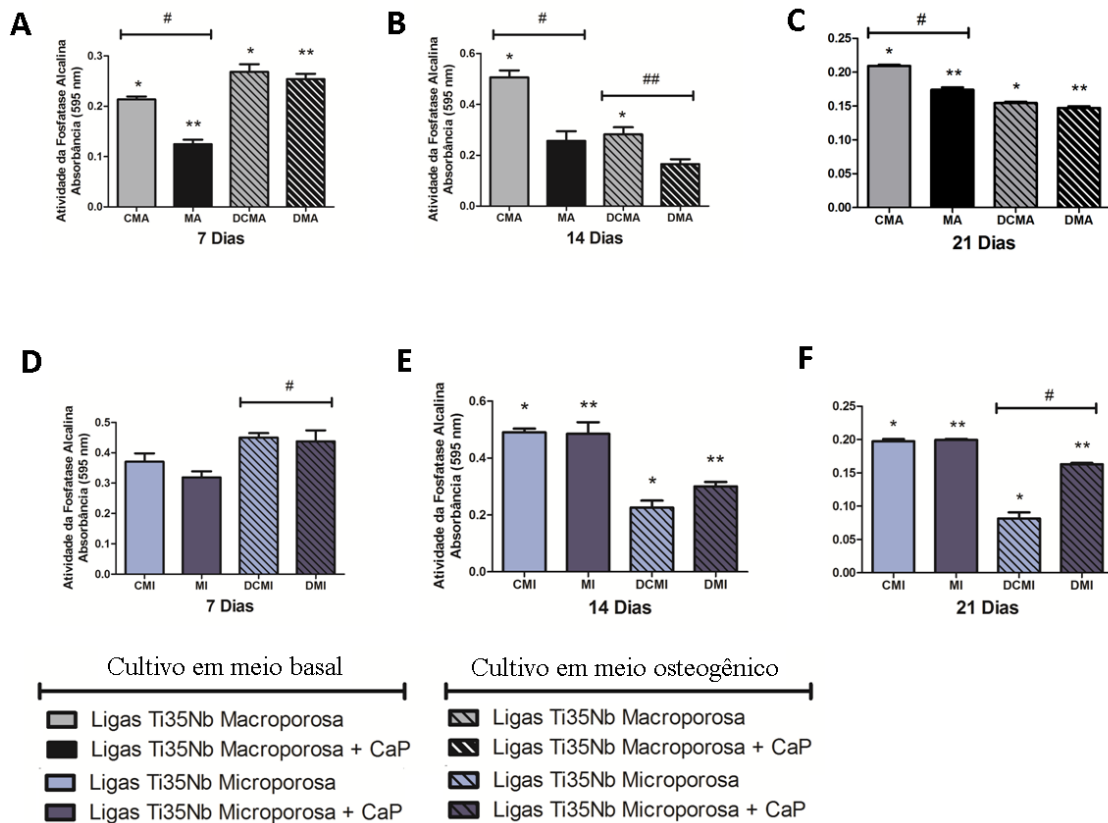 A
Atividade da Fosfatase Alcalina
Absorbância (595 nm)
0.3
0.2
0.1
0.0
#
*
**
*
**
CMA MA DCMA DMA
7 Dias
B
Atividade da Fosfatase Alcalina
Absorbância (595 nm)
0.6
0.4
0.2
0.0
#
##
*
*
CMA MA DCMA DMA
14 Dias
C
0.25
0.20
0.15
0.10
0.05
0.00
#
*
**
*
**
CMA MA DCMA DMA
21 Dias
D
Atividade da Fosfatase Alcalina
Absorbância (595 nm)
0.5
0.4
0.3
0.2
0.1
0.0
#
CMI MI DCMI DMI
7 Dias
E
Atividade da Fosfatase Alcalina
Absorbância (595 nm)
0.6
0.4
0.2
0.0
*
**
*
**
CMI MI DCMI DMI
14 Dias
F
0.20
0.15
0.10
0.05
0.00
#
*
**
*
**
CMI MI DCMI DMI
21 Dias
Cultivo em meio basal
Ligas Ti35Nb Macroporosa
Ligas Ti35Nb Macroporosa + CaP
Ligas Ti35Nb Microporosa
Ligas Ti35Nb Microporosa + CaP
Cultivo em meio osteogênico
Ligas Ti35Nb Macroporosa
Ligas Ti35Nb Macroporosa + CaP
Ligas Ti35Nb Microporosa
Ligas Ti35Nb Microporosa + CaP